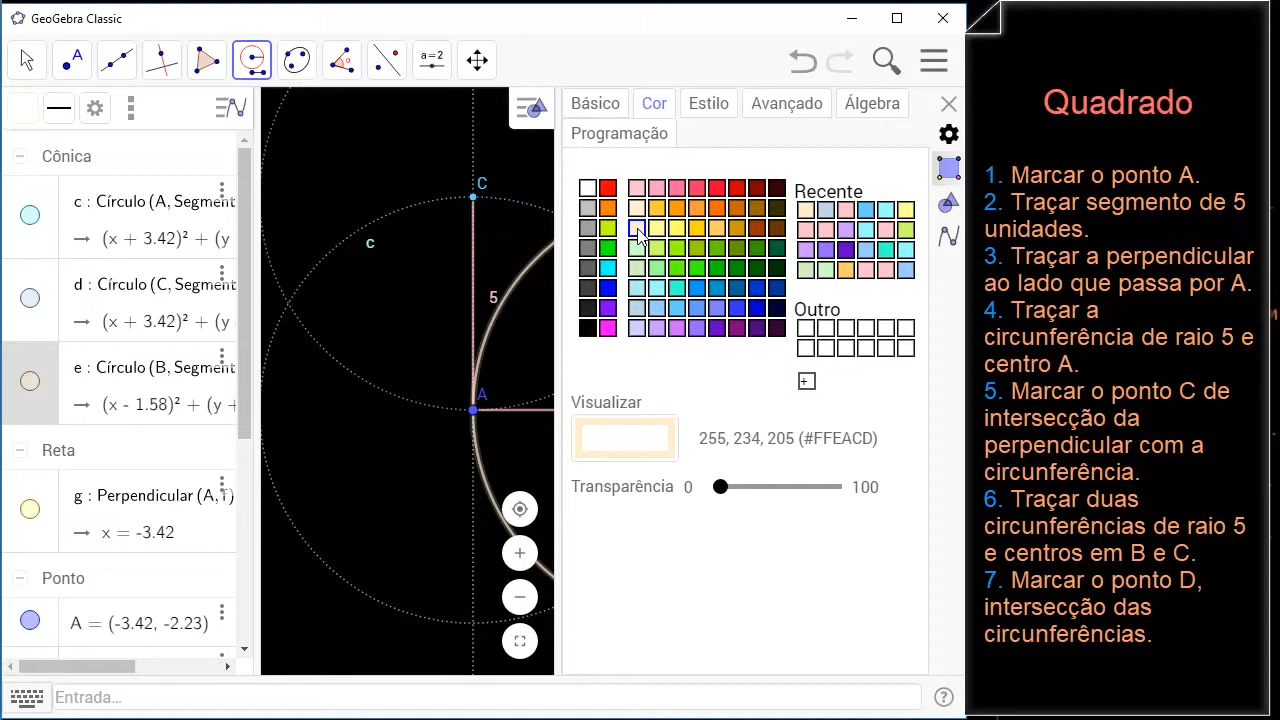 GeoGebra Classic
A
a=2
Básico
Cor
Estilo
Avançado
Álgebra
Programação
Cônica
c : Círculo (A, Segment
→ (x + 3.42)² + (y
d : Círculo (C, Segment
→ (x + 3.42)² + (y
e : Círculo (B, Segment
→ (x - 1.58)² + (y +
Reta
g : Perpendicular (A, f)
→ x = -3.42
Ponto
A = (-3.42, -2.23)
C
c
5
A
Recente
Outro
+
Visualizar
255, 234, 205 (#FFEACD)
Transparência 0 100
Entrada…
Quadrado
1. Marcar o ponto A.
2. Traçar segmento de 5
unidades.
3. Traçar a perpendicular
ao lado que passa por A.
4. Traçar a
circunferência de raio 5 e
centro A.
5. Marcar o ponto C de
intersecção da
perpendicular com a
circunferência.
6. Traçar duas
circunferências de raio 5
e centros em B e C.
7. Marcar o ponto D,
intersecção das
circunferências.